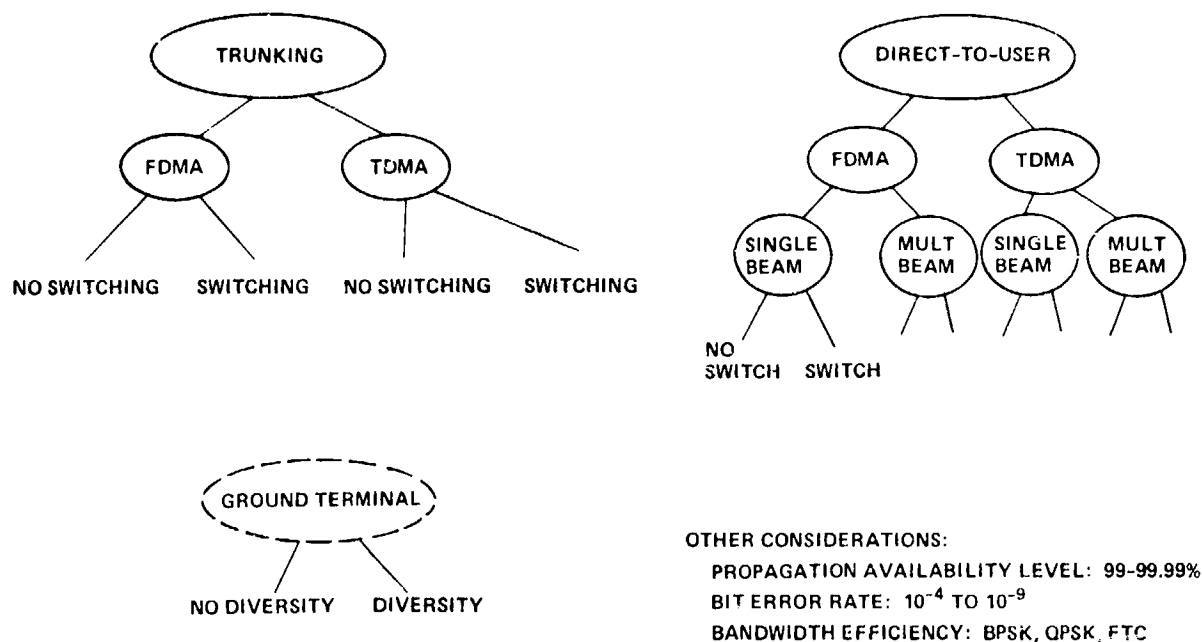 TRUNKING
FDMA
TDMA
NO SWITCHING
SWITCHING
NO SWITCHING
SWITCHING
DIRECT-TO-USER
FDMA
TDMA
SINGLE
BEAM
MULT
BEAM
SINGLE
BEAM
MULT
BEAM
NO
SWITCH
SWITCH
GROUND TERMINAL
NO DIVERSITY
DIVERSITY
OTHER CONSIDERATIONS:
PROPAGATION AVAILABILITY LEVEL: 99-99.99%
BIT ERROR RATE: 10⁻⁴ TO 10⁻⁹
BANDWIDTH EFFICIENCY: BPSK, QPSK, ETC